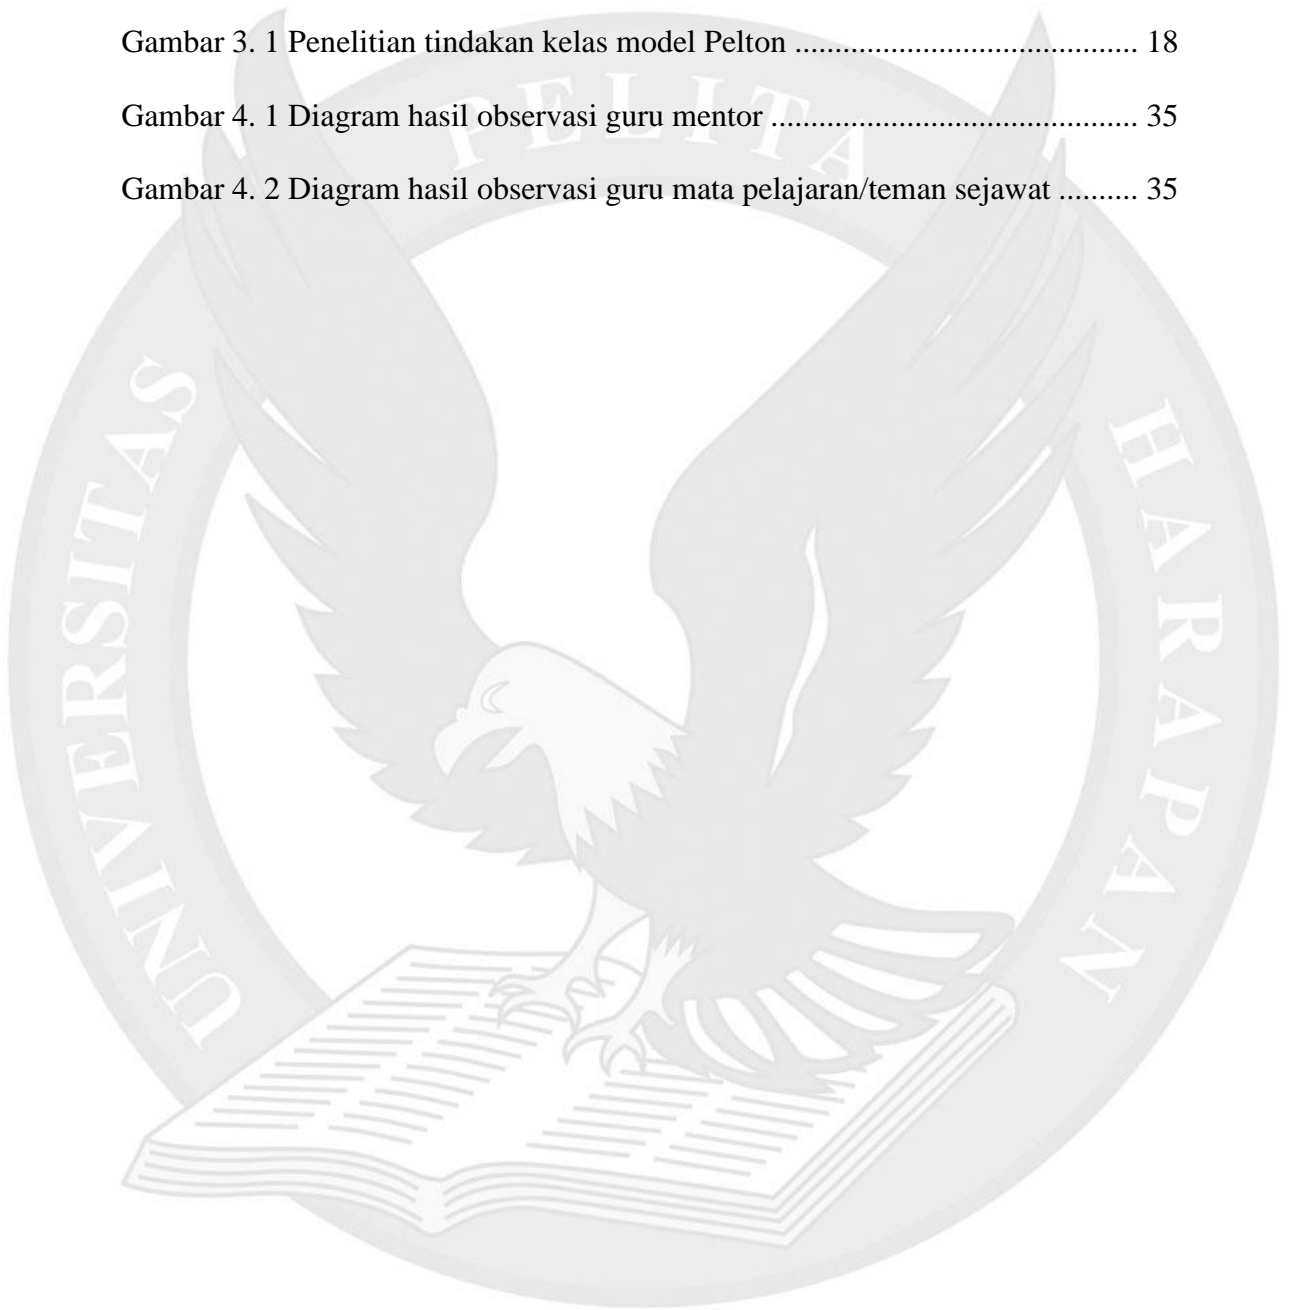 Gambar 3. 1 Penelitian tindakan kelas model Pelton ...................................... 18
Gambar 4. 1 Diagram hasil observasi guru mentor ......................................... 35
Gambar 4. 2 Diagram hasil observasi guru mata pelajaran/teman sejawat .......... 35
UNIVERSITAS PELITA HARAPAN